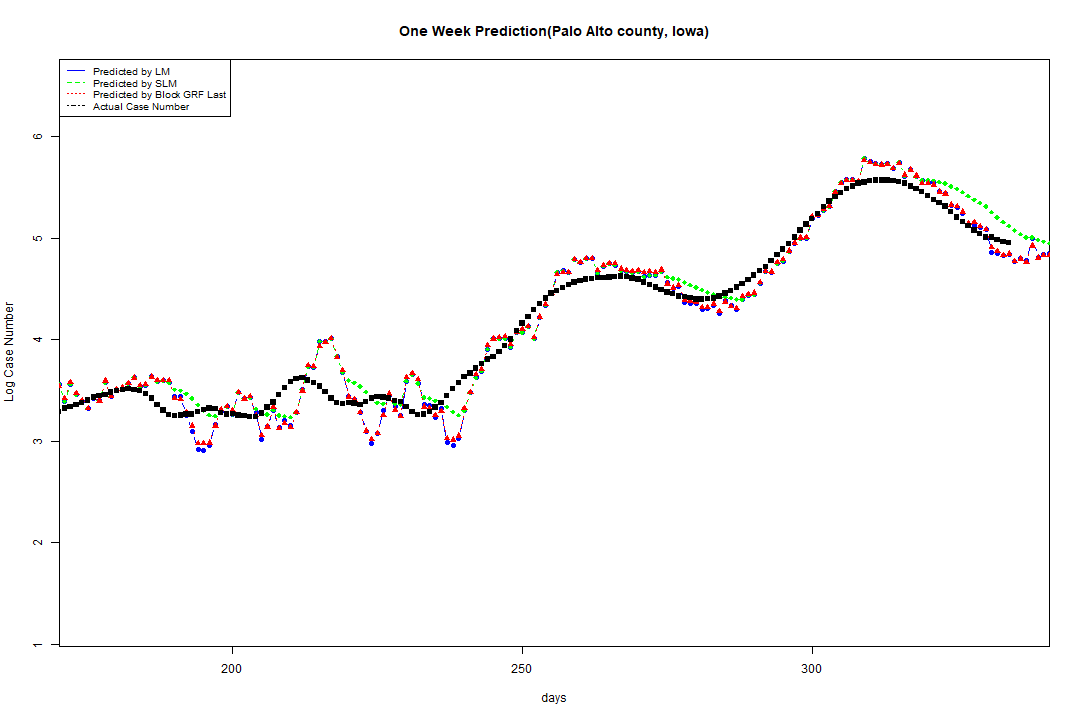 One Week Prediction(Palo Alto county, Iowa)
Predicted by LM
Predicted by SLM
Predicted by Block GRF Last
Actual Case Number
6
5
4
3
2
1
Log Case Number
200
250
300
days